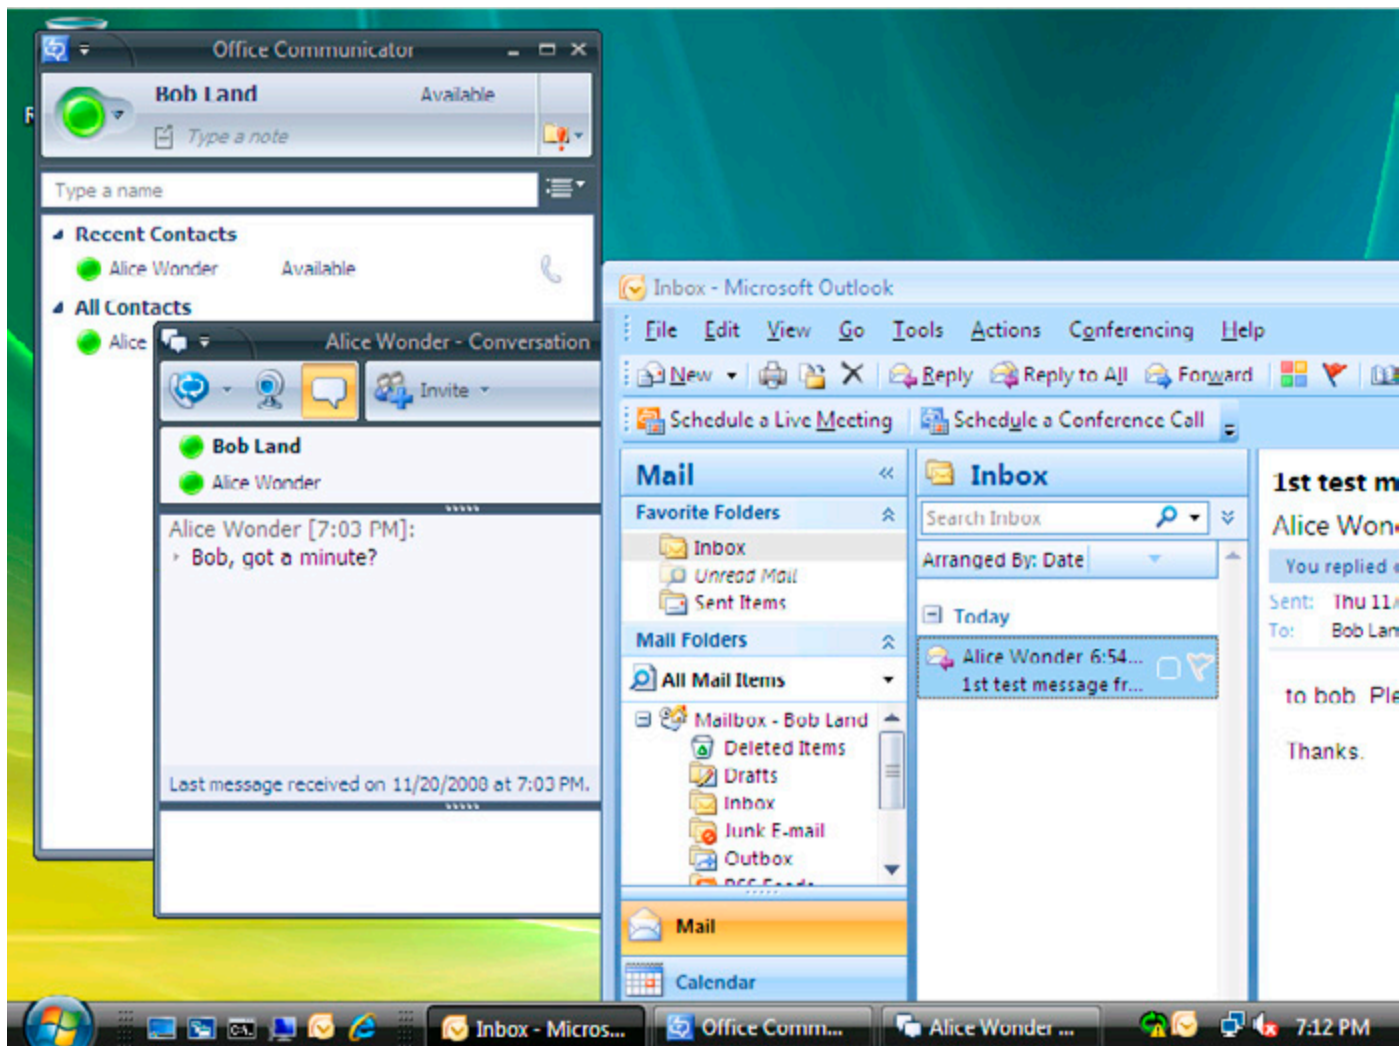 Office Communicator
Bob Land Available
Type a note
Type a name
Recent Contacts
Alice Wonder Available
All Contacts
Alice
Alice Wonder - Conversation
Invite
Bob Land
Alice Wonder
Alice Wonder [7:03 PM]:
Bob, got a minute?
Last message received on 11/20/2008 at 7:03 PM.
Inbox - Microsoft Outlook
File Edit View Go Tools Actions Conferencing Help
New Reply Reply to All Forward
Schedule a Live Meeting Schedule a Conference Call
Mail
Favorite Folders
Inbox
Unread Mail
Sent Items
Mail Folders
All Mail Items
Mailbox - Bob Land
Deleted Items
Drafts
Inbox
Junk E-mail
Outbox
RSS Feeds
Mail
Calendar
Inbox
Search Inbox
Arranged By: Date
Today
Alice Wonder 6:54...
1st test message fr...
1st test m
Alice Won
You replied
Sent: Thu 11/
To: Bob Lan
to bob Ple
Thanks.
Inbox - Micros...
Office Comm...
Alice Wonder ...
7:12 PM